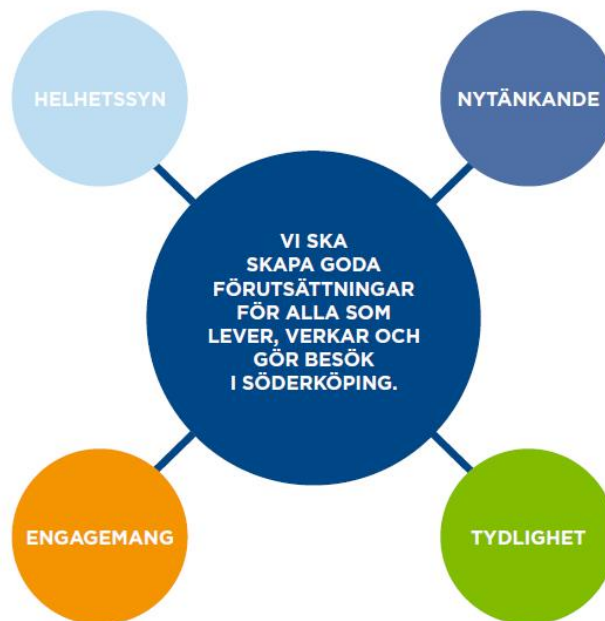 HELHETSSYN
NYTÄNKANDE
VI SKA
SKAPA GODA
FÖRUTSÄTTNINGAR
FÖR ALLA SOM
LEVER, VERKAR OCH
GÖR BESÖK
I SÖDERKÖPING.
ENGAGEMANG
TYDLIGHET